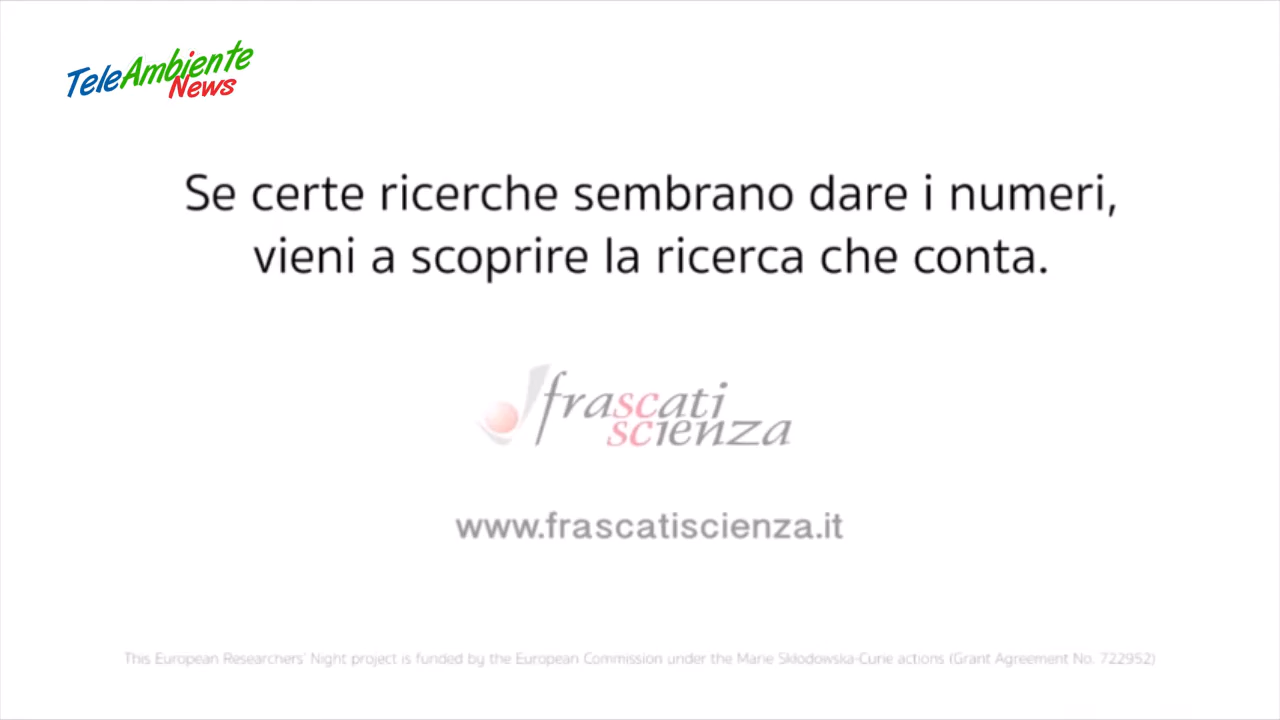 TeleAmbiente
News
Se certe ricerche sembrano dare i numeri,
vieni a scoprire la ricerca che conta.
frascati
scienza
www.frascatiscienza.it
This European Researchers' Night project is funded by the European Commission under the Marie Skłodowska-Curie actions (Grant Agreement No. 722952)